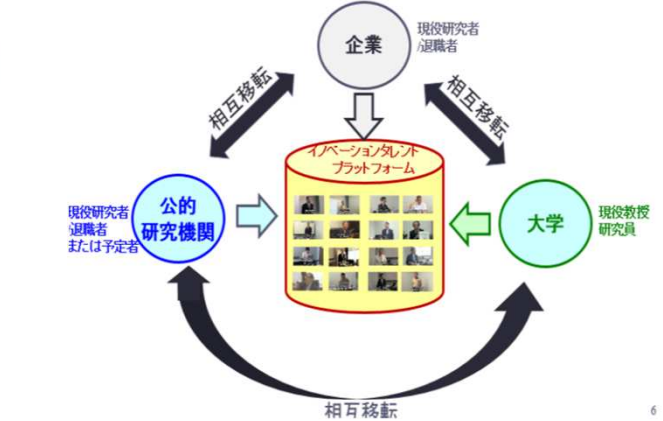 企業
現役研究者
/退職者
相互移転
相互移転
イノベーションタレント
プラットフォーム
現役研究者
/退職者
または予定者
公的
研究機関
大学
現役教授
研究員
相互移転
6